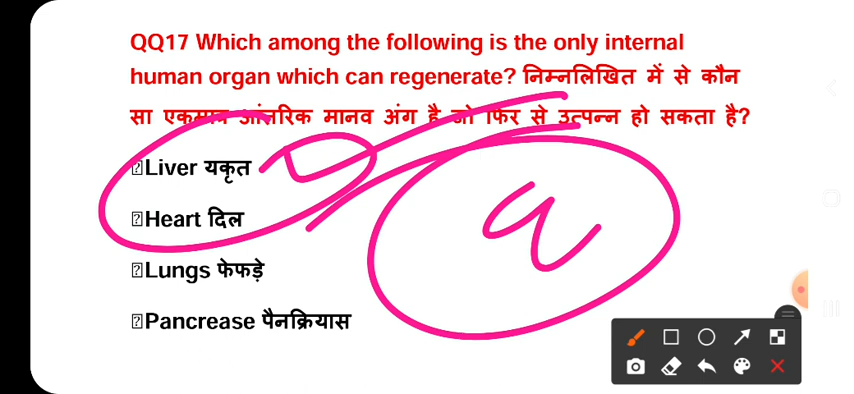 QQ17 Which among the following is the only internal
human organ which can regenerate? निम्नलिखित में से कौन
सा एकमात्र आंतरिक मानव अंग है जो फिर से उत्पन्न हो सकता है?
Liver यकृत
Heart दिल
Lungs फेफड़े
Pancrease पैनक्रियास